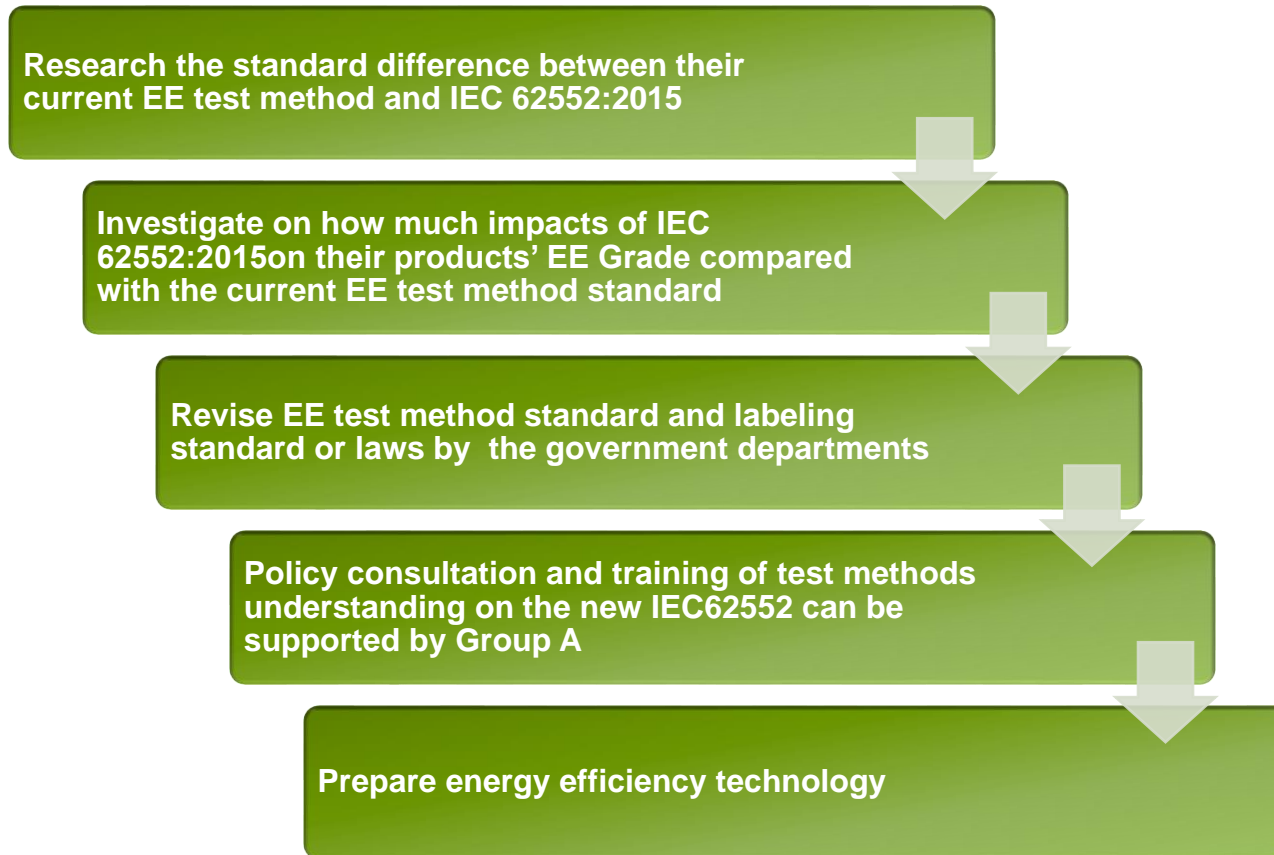 Research the standard difference between their
current EE test method and IEC 62552:2015
Investigate on how much impacts of IEC
62552:2015on their products’ EE Grade compared
with the current EE test method standard
Revise EE test method standard and labeling
standard or laws by  the government departments
Policy consultation and training of test methods
understanding on the new IEC62552 can be
supported by Group A
Prepare energy efficiency technology